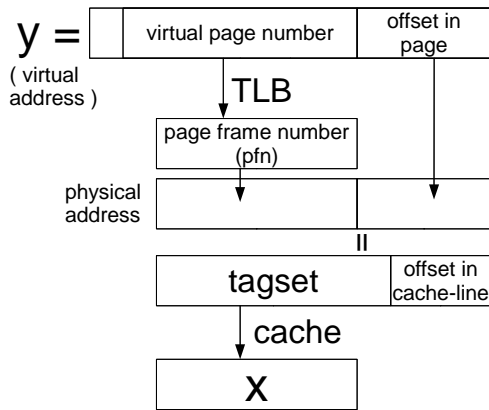 y =
virtual page number
offset in
page
( virtual
address )
TLB
page frame number
(pfn)
physical
address
=
tagset
offset in
cache-line
cache
x